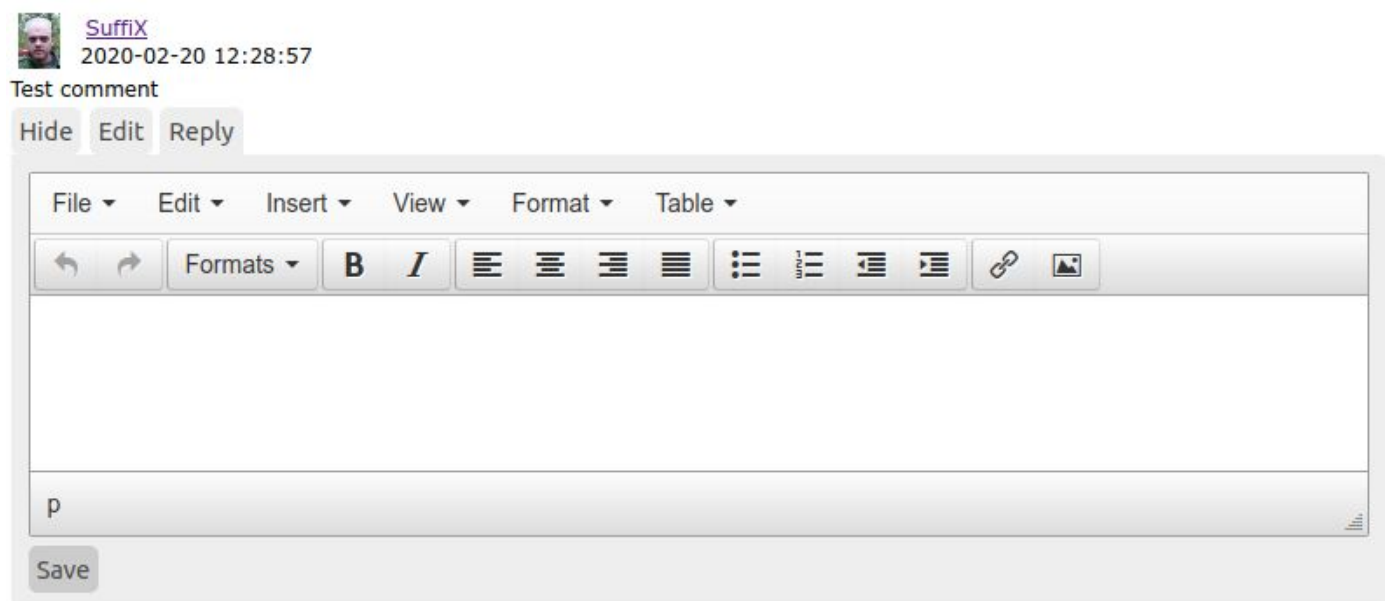 SuffiX
2020-02-20 12:28:57
Test comment
Hide Edit Reply
File Edit Insert View Format Table
Formats B I
p
Save